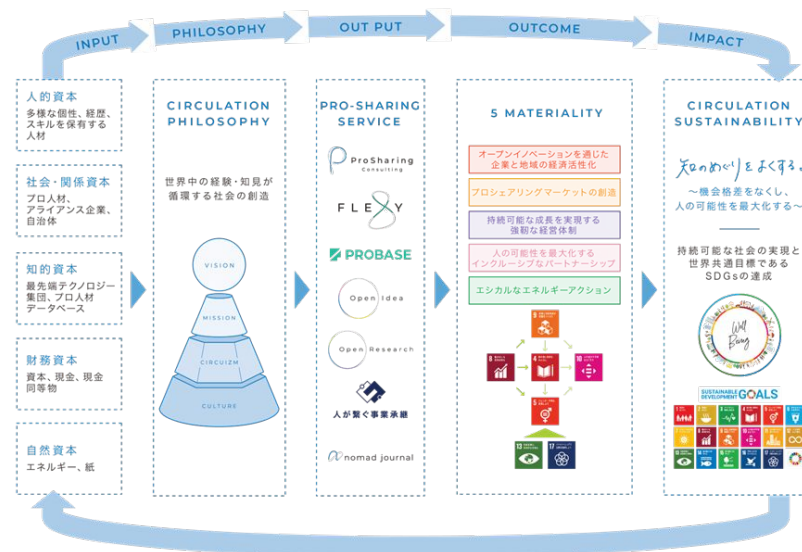 INPUT
PHILOSOPHY
OUT PUT
OUTCOME
IMPACT
人的資本
多様な個性、経歴、
スキルを保有する
人材
社会・関係資本
プロ人材、
アライアンス企業、
自治体
知的資本
最先端テクノロジー
集団、プロ人材
データベース
財務資本
資本、現金、現金
同等物
自然資本
エネルギー、紙
CIRCULATION
PHILOSOPHY
世界中の経験・知見が
循環する社会の創造
VISION
MISSION
CIRCUIZM
CULTURE
PRO-SHARING
SERVICE
ProSharing
Consulting
FLEXY
PROBASE
Open Idea
Open Research
人が繋ぐ事業承継
nomad journal
5 MATERIALITY
オープンイノベーションを通じた
企業と地域の経済活性化
プロシェアリングマーケットの創造
持続可能な成長を実現する
強靭な経営体制
人の可能性を最大化する
インクルーシブなパートナーシップ
エシカルなエネルギーアクション
9
8
4
10
5
13
17
CIRCULATION
SUSTAINABILITY
知のめぐりをよくする。
～機会格差をなくし、
人の可能性を最大化する～
持続可能な社会の実現と
世界共通目標である
SDGsの達成
Well
Being
SUSTAINABLE
DEVELOPMENT
GOALS